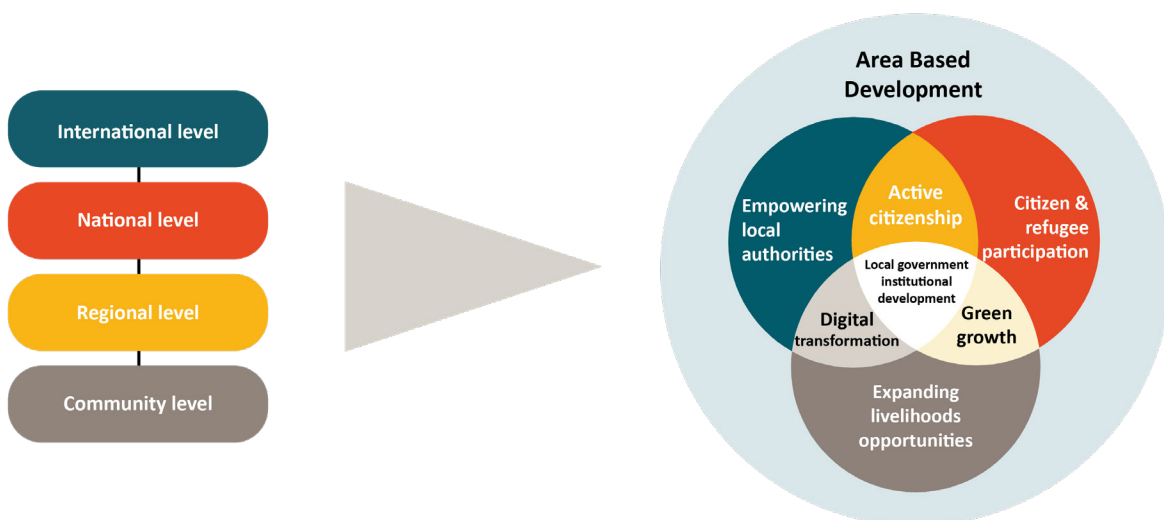 International level
National level
Regional level
Community level
Area Based
Development
Empowering
local
authorities
Active
citizenship
Citizen &
refugee
participation
Local government
institutional
development
Digital
transformation
Green
growth
Expanding
livelihoods
opportunities